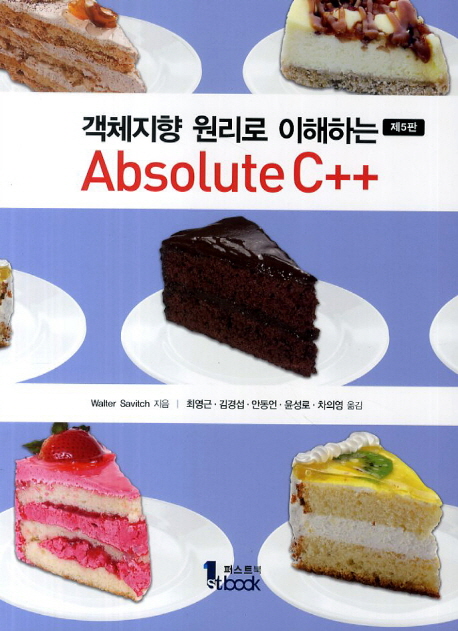 객체지향 원리로 이해하는 제5판
Absolute C++
Walter Savitch 지음 | 최영근 · 김경섭 · 안동언 · 윤성로 · 차의영 옮김
퍼스트북
1st book